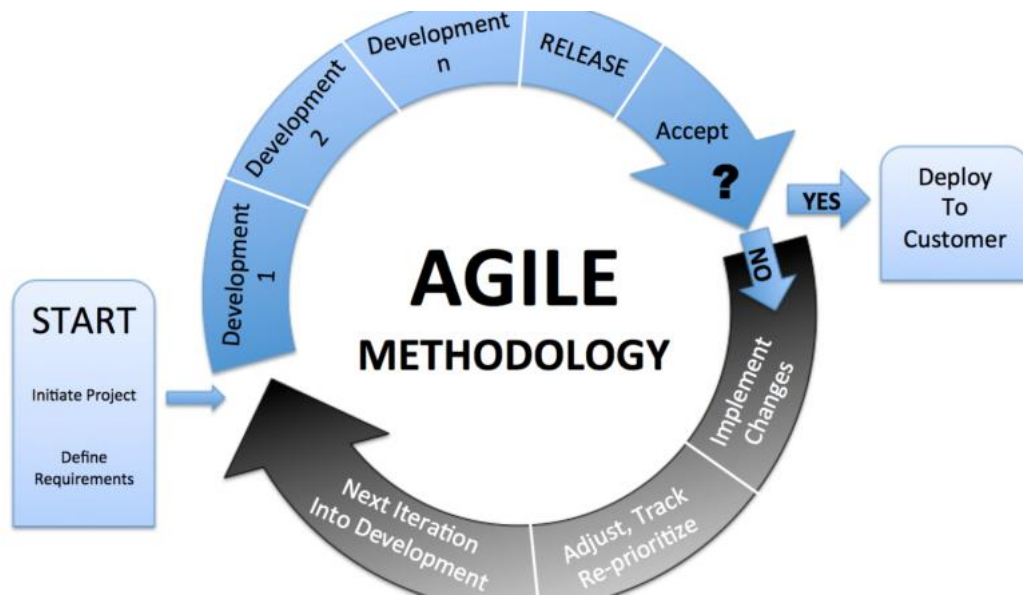 START
Initiate Project
Define
Requirements
Development
1
Development
2
Development
n
RELEASE
Accept
?
YES
Deploy
To
Customer
NO
Implement
Changes
Adjust, Track
Re-prioritize
Next Iteration
Into Development
AGILE
METHODOLOGY